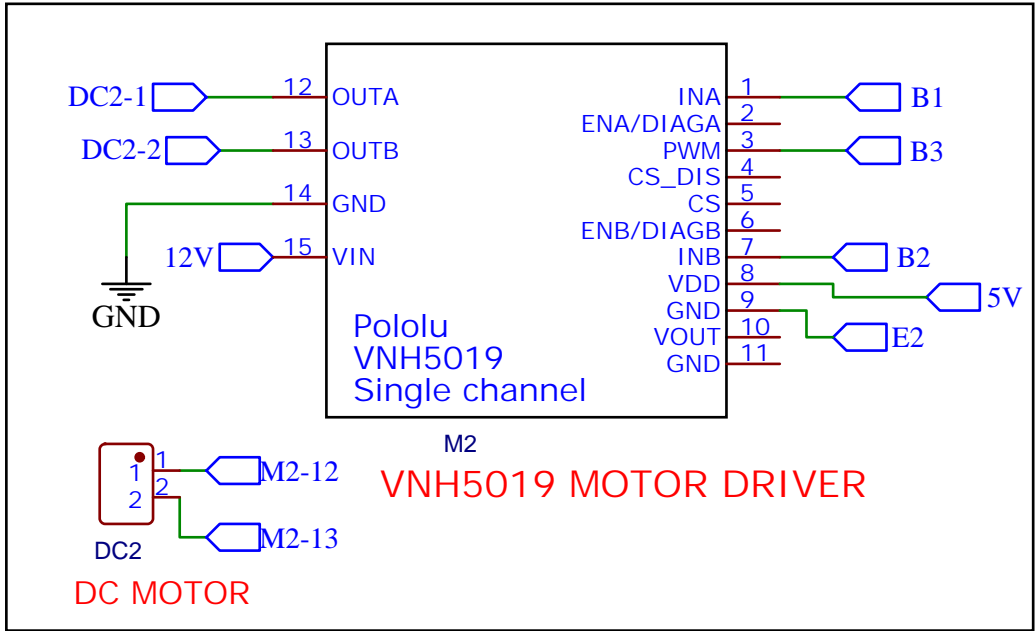 DC2-1
12
OUTA
DC2-2
13
OUTB
14
GND
12V
15
VIN
GND
INA
1
B1
ENA/DIAGA
2
PWM
3
B3
CS_DIS
4
CS
5
ENB/DIAGB
6
INB
7
B2
VDD
8
5V
GND
9
VOUT
10
E2
GND
11
Pololu
VNH5019
Single channel
M2
VNH5019 MOTOR DRIVER
1
1
M2-12
2
2
M2-13
DC2
DC MOTOR